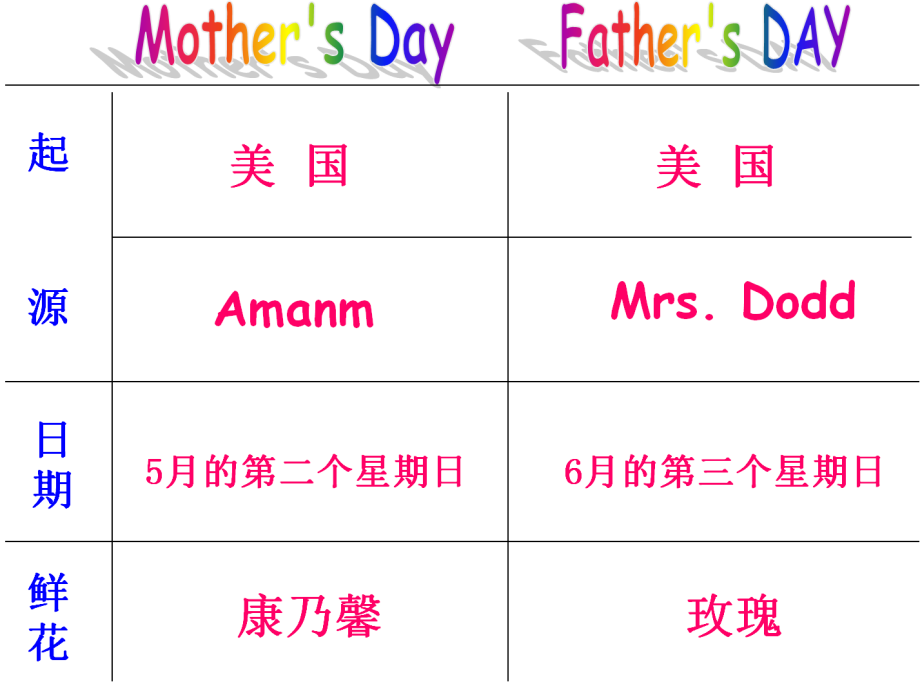 Mother's Day Father's DAY
起 美 国 美 国
源 Amanm Mrs. Dodd
日期 5月的第二个星期日 6月的第三个星期日
鲜花 康乃馨 玫瑰